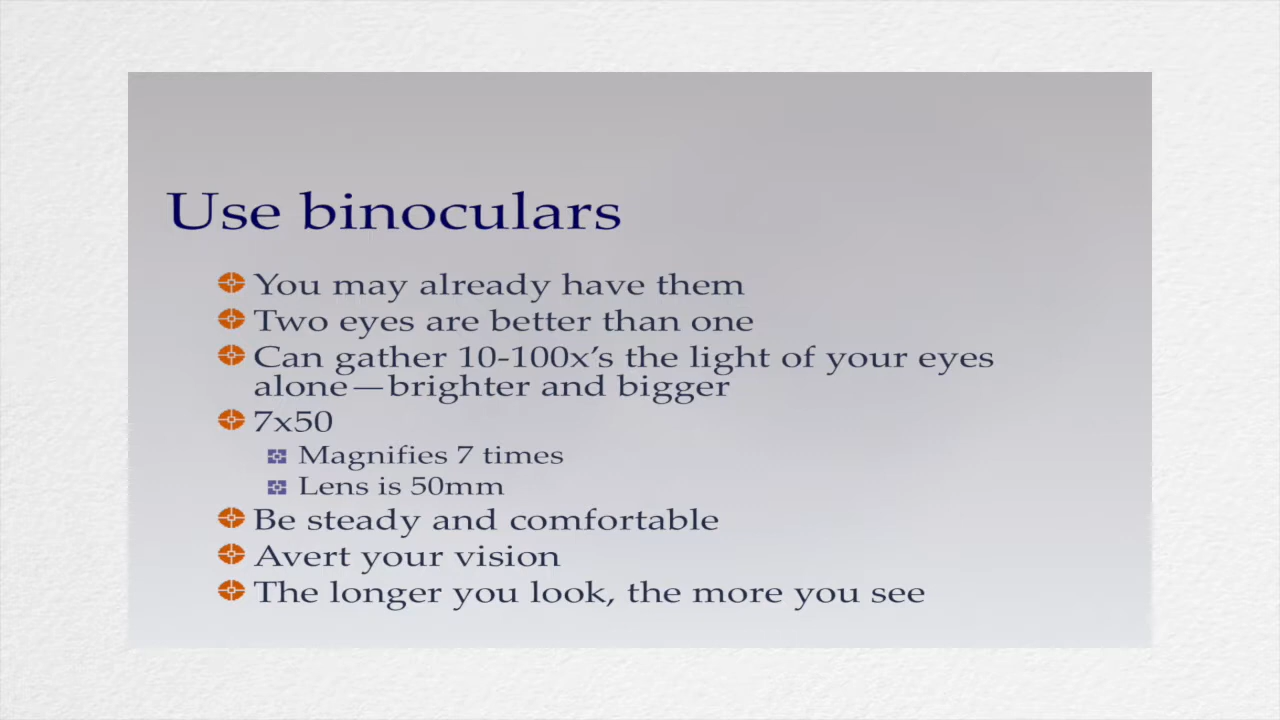 Use binoculars
You may already have them
Two eyes are better than one
Can gather 10-100x’s the light of your eyes
alone—brighter and bigger
7x50
Magnifies 7 times
Lens is 50mm
Be steady and comfortable
Avert your vision
The longer you look, the more you see